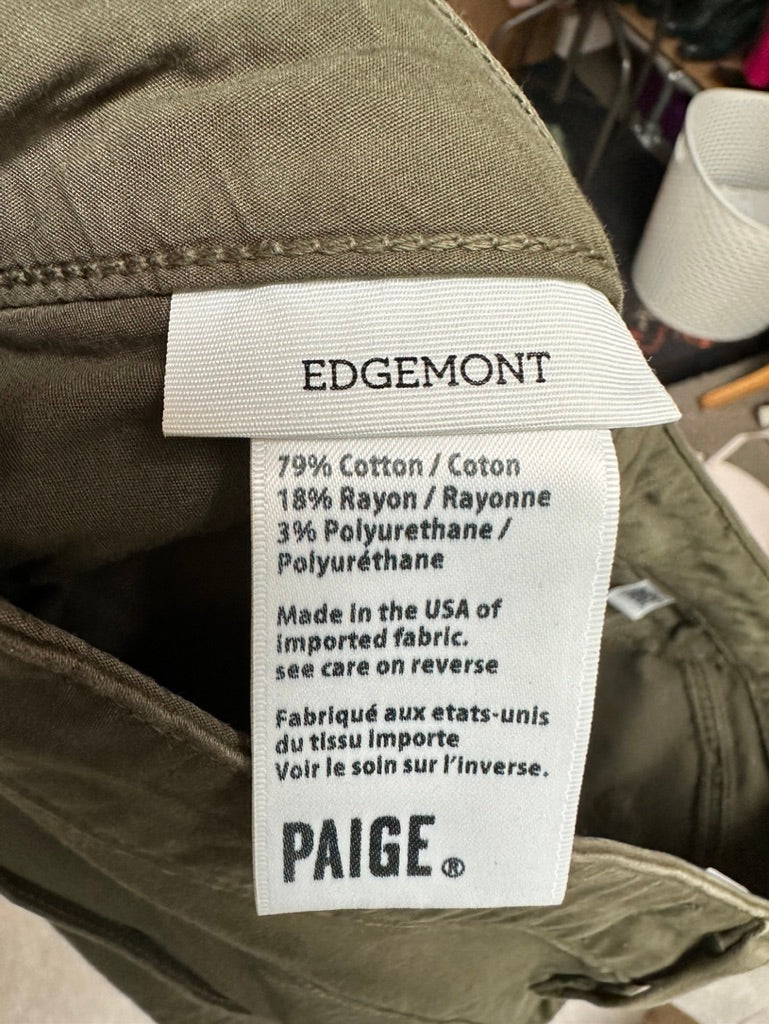 EDGEMONT
79% Cotton / Coton
18% Rayon / Rayonne
3% Polyurethane /
Polyuréthane
Made in the USA of
imported fabric.
see care on reverse
Fabriqué aux etats-unis
du tissu importe
Voir le soin sur l'inverse.
PAIGE®